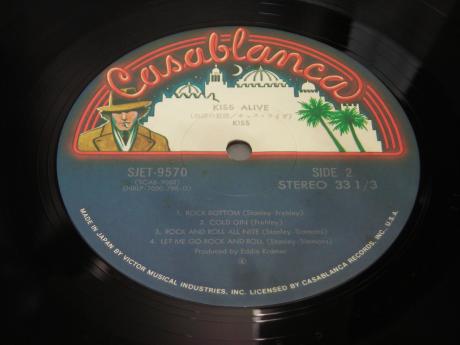 Casablanca
KISS ALIVE
KISS
SJET-9570
SIDE 2
STEREO 33 1/3
1. ROCK BOTTOM (Stanley-Frehley)
2. COLD GIN (Frehley)
3. ROCK AND ROLL ALL NITE (Stanley-Simmons)
4. LET ME GO ROCK AND ROLL (Stanley-Simmons)
Produced by Eddie Kramer
MADE IN JAPAN BY VICTOR MUSICAL INDUSTRIES, INC. LICENSED BY CASABLANCA RECORDS, INC. U.S.A.